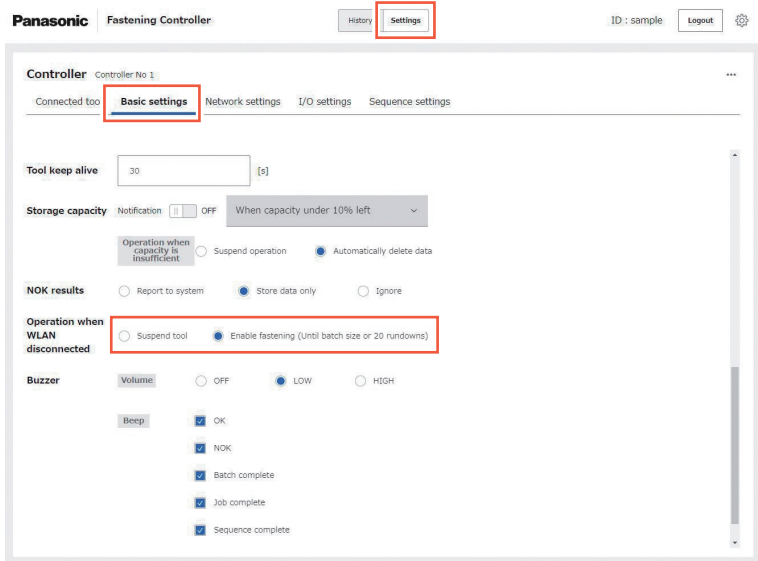 Panasonic Fastening Controller History Settings ID : sample Logout
Controller Controller No 1 ...
Connected too Basic settings Network settings I/O settings Sequence settings
Tool keep alive 30 [s]
Storage capacity Notification OFF When capacity under 10% left
Operation when
capacity is
insufficient
Suspend operation Automatically delete data
NOK results Report to system Store data only Ignore
Operation when
WLAN
disconnected
Suspend tool Enable fastening (Until batch size or 20 rundowns)
Buzzer Volume OFF LOW HIGH
Beep OK
NOK
Batch complete
Job complete
Sequence complete